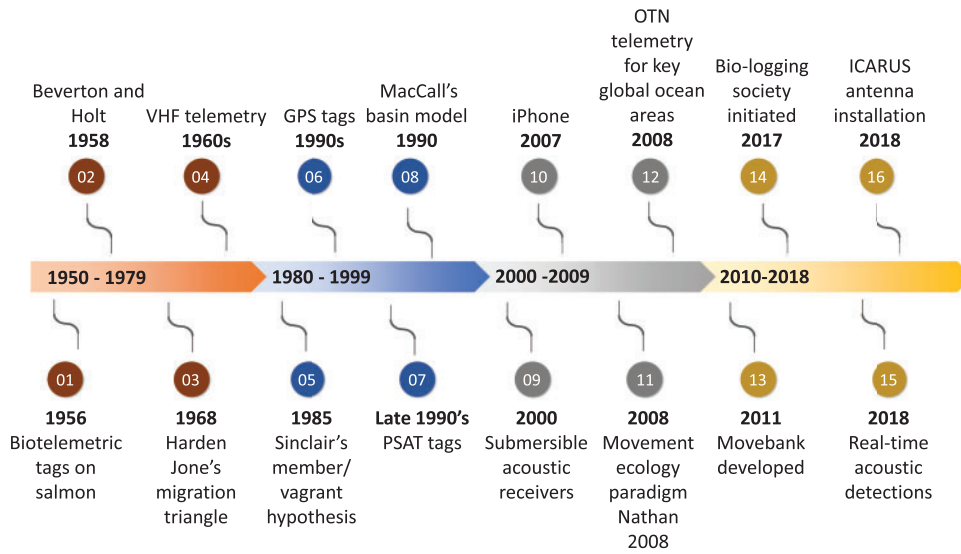 Beverton and
Holt
1958
02
VHF telemetry
1960s
04
GPS tags
1990s
06
MacCall's
basin model
1990
08
iPhone
2007
10
OTN
telemetry
for key
global ocean
areas
2008
12
Bio-logging
society
initiated
2017
14
ICARUS
antenna
installation
2018
16
1950 - 1979
1980 - 1999
2000 -2009
2010-2018
01
1956
Biotelemetric
tags on
salmon
03
1968
Harden
Jone's
migration
triangle
05
1985
Sinclair's
member/
vagrant
hypothesis
07
Late 1990's
PSAT tags
09
2000
Submersible
acoustic
receivers
11
2008
Movement
ecology
paradigm
Nathan
2008
13
2011
Movebank
developed
15
2018
Real-time
acoustic
detections